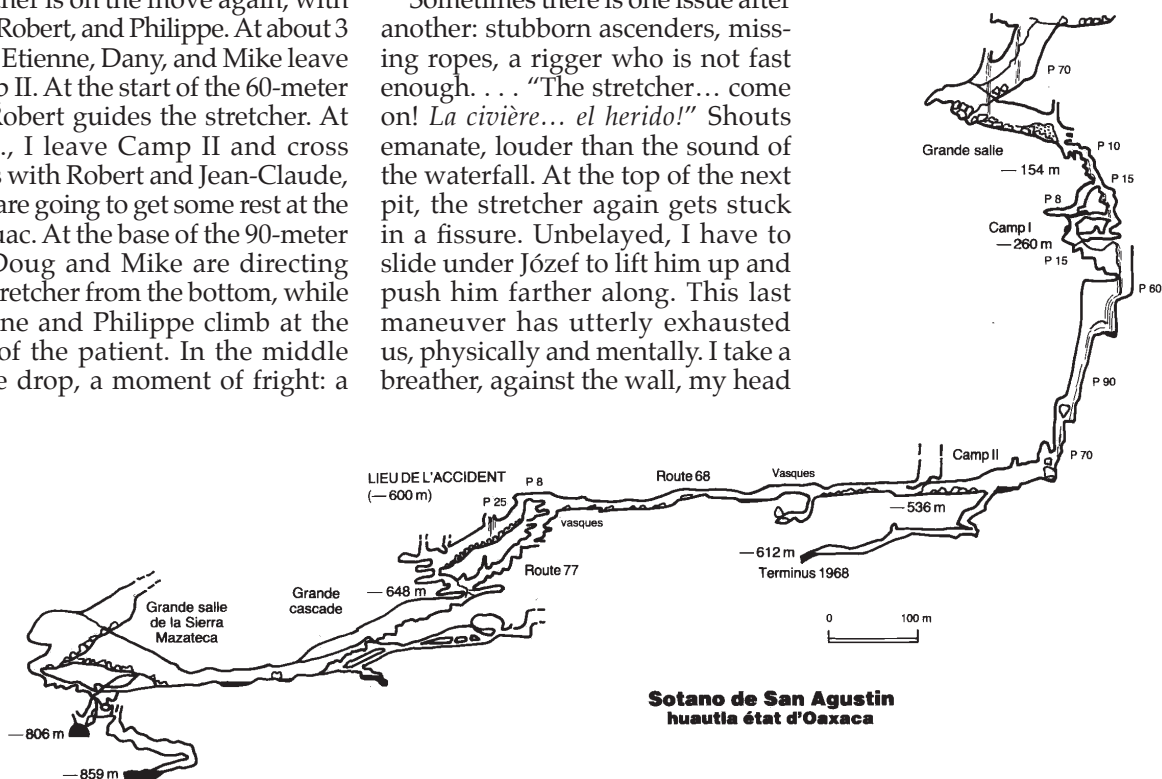 her is on the move again, with
Robert, and Philippe. At about 3
Etienne, Dany, and Mike leave
p II. At the start of the 60-meter
Robert guides the stretcher. At
., I leave Camp II and cross
s with Robert and Jean-Claude,
are going to get some rest at the
uac. At the base of the 90-meter
Doug and Mike are directing
retcher from the bottom, while
ne and Philippe climb at the
of the patient. In the middle
e drop, a moment of fright: a
Sometimes there is one issue after
another: stubborn ascenders, miss-
ing ropes, a rigger who is not fast
enough. . . . “The stretcher… come
on! La civière… el herido!” Shouts
emanate, louder than the sound of
the waterfall. At the top of the next
pit, the stretcher again gets stuck
in a fissure. Unbelayed, I have to
slide under Józef to lift him up and
push him farther along. This last
maneuver has utterly exhausted
us, physically and mentally. I take a
breather, against the wall, my head
P 70
Grande salle
— 154 m
P 10
P 15
P 8
Camp I
— 260 m
P 15
P 60
P 90
P 70
Camp II
— 536 m
Vasques
Route 68
— 612 m
Terminus 1968
LIEU DE L'ACCIDENT
(— 600 m)
P 8
P 25
vasques
Route 77
— 648 m
Grande
cascade
Grande salle
de la Sierra
Mazateca
— 806 m
— 859 m
0 100 m
Sotano de San Agustin
huautla état d'Oaxaca